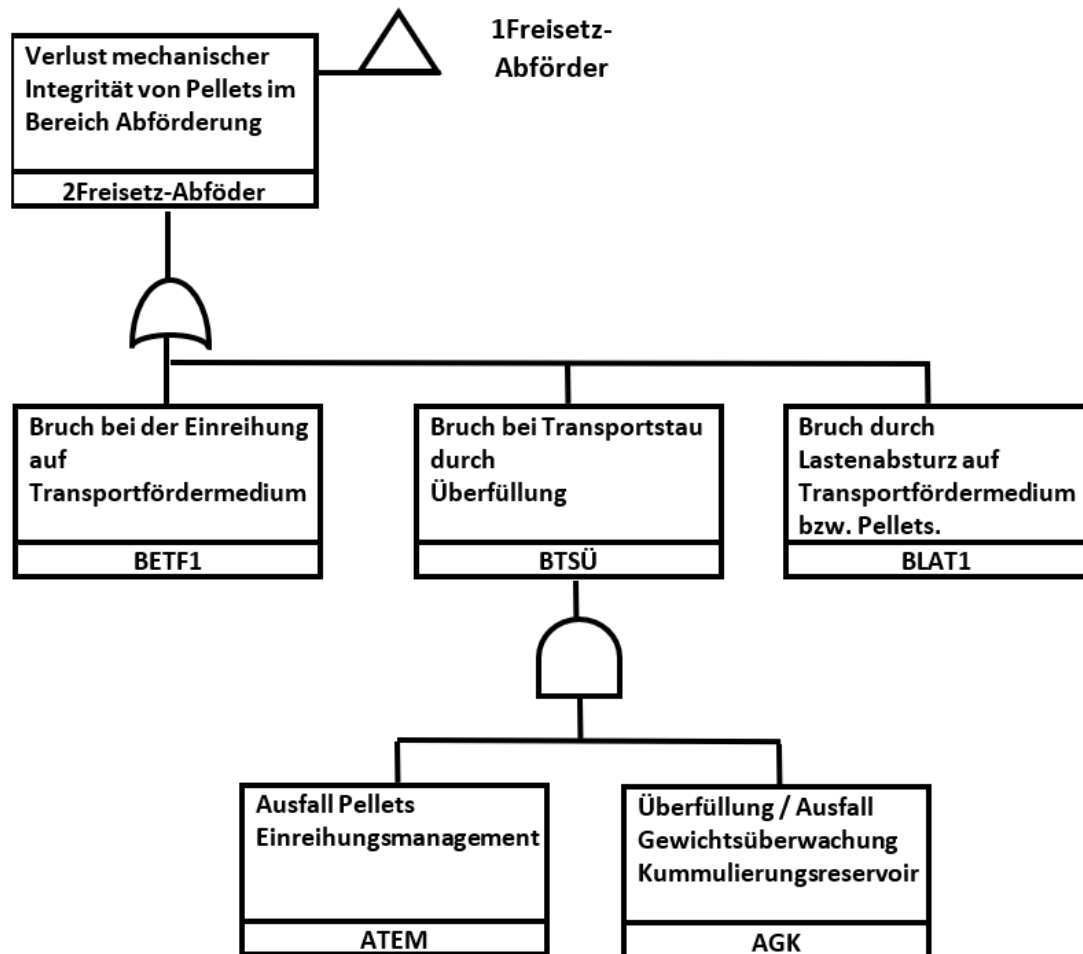 1Freisetz-
Abförder
Verlust mechanischer
Integrität von Pellets im
Bereich Abförderung
2Freisetz-Abföder
Bruch bei der Einreihung
auf
Transportfördermedium
BETF1
Bruch bei Transportstau
durch
Überfüllung
BTSÜ
Bruch durch
Lastenabsturz auf
Transportfördermedium
bzw. Pellets.
BLAT1
Ausfall Pellets
Einreihungsmanagement
ATEM
Überfüllung / Ausfall
Gewichtsüberwachung
Kummulierungsreservoir
AGK